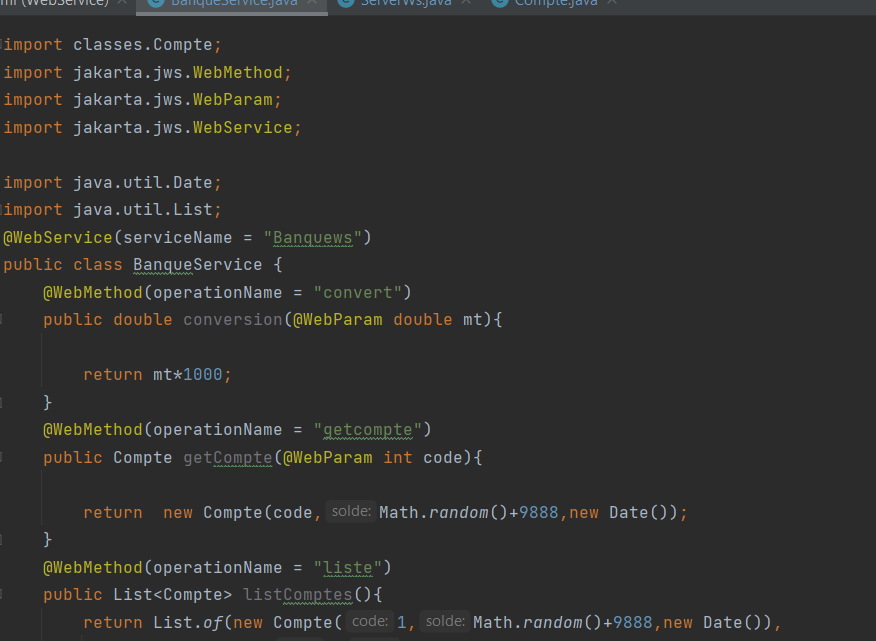 ml (WebService) BanqueService.java ServerWs.java Compte.java
import classes.Compte;
import jakarta.jws.WebMethod;
import jakarta.jws.WebParam;
import jakarta.jws.WebService;
import java.util.Date;
import java.util.List;
@WebService(serviceName = "Banquews")
public class BanqueService {
@WebMethod(operationName = "convert")
public double conversion(@WebParam double mt){
return mt*1000;
}
@WebMethod(operationName = "getcompte")
public Compte getCompte(@WebParam int code){
return  new Compte(code, solde: Math.random()+9888,new Date());
}
@WebMethod(operationName = "liste")
public List<Compte> listComptes(){
return List.of(new Compte( code: 1, solde: Math.random()+9888,new Date()),